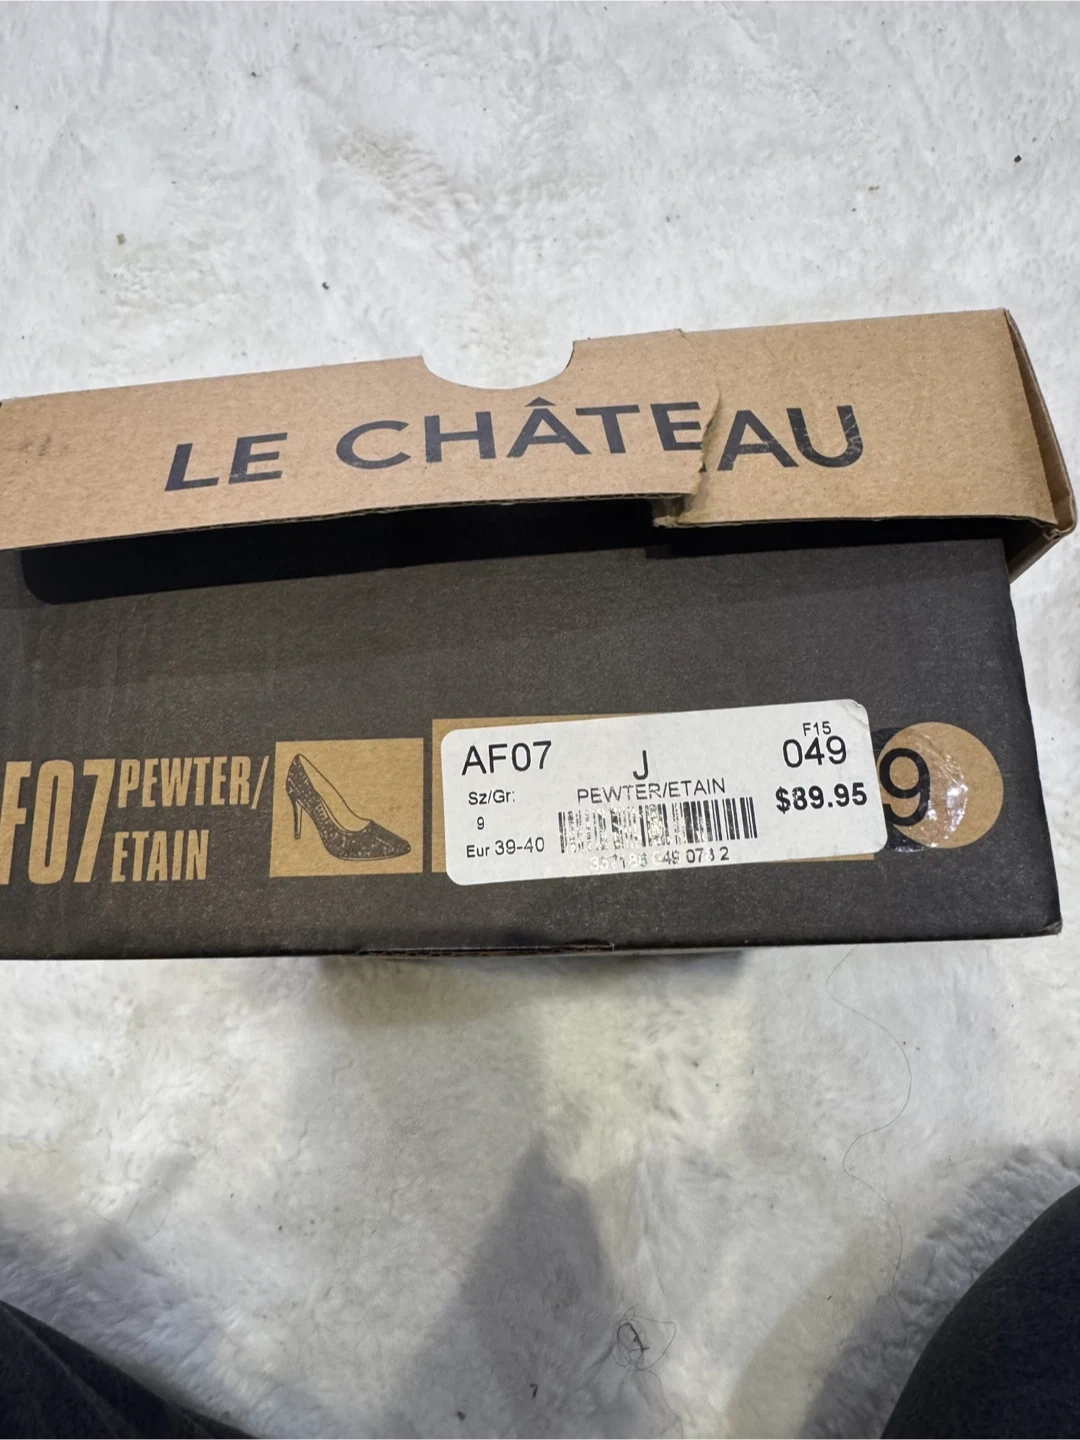 LE CHÂTEAU
F07 PEWTER/
ETAIN
AF07
J
F15
049
Sz/Gr:
9
Eur 39-40
PEWTER/ETAIN
$89.95
9